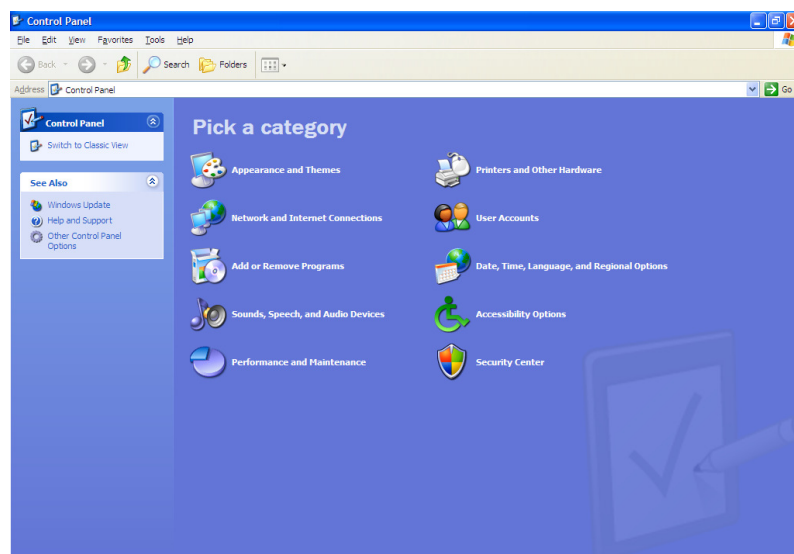 Control Panel
File Edit View Favorites Tools Help
Back Search Folders
Address Control Panel Go
Control Panel
Switch to Classic View
See Also
Windows Update
Help and Support
Other Control Panel
Options
Pick a category
Appearance and Themes
Printers and Other Hardware
Network and Internet Connections
User Accounts
Add or Remove Programs
Date, Time, Language, and Regional Options
Sounds, Speech, and Audio Devices
Accessibility Options
Performance and Maintenance
Security Center